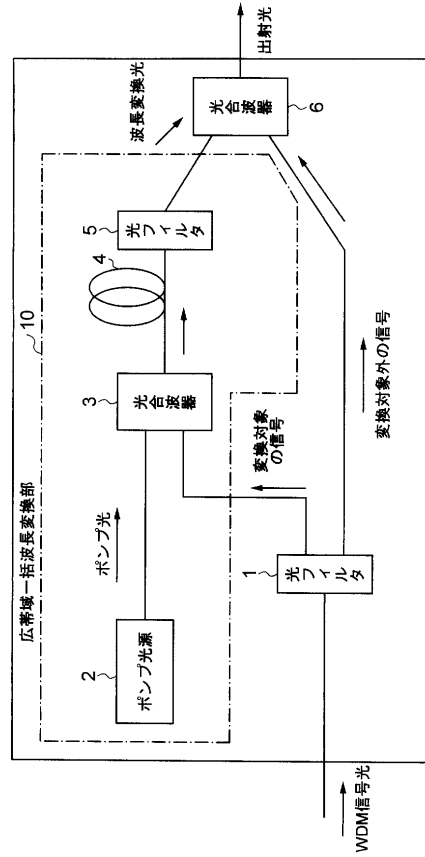 広帯域一括波長変換部
10
2
ポンプ光源
ポンプ光
3
光合波器
4
5
光フィルタ
波長変換光
光合波器
6
出射光
変換対象
の信号
1
光フィルタ
変換対象外の信号
WDM信号光